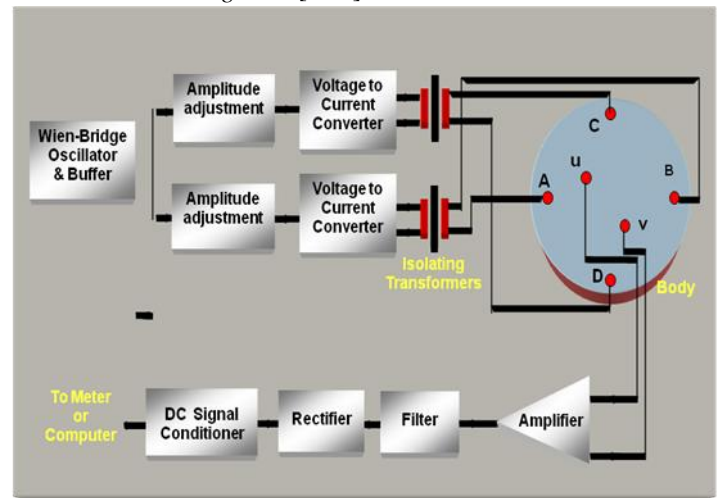 Amplitude
adjustment
Voltage to
Current
Converter
Wien-Bridge
Oscillator
& Buffer
Amplitude
adjustment
Voltage to
Current
Converter
Isolating
Transformers
C
u
A
B
v
D
Body
To Meter
or
Computer
DC Signal
Conditioner
Rectifier
Filter
Amplifier